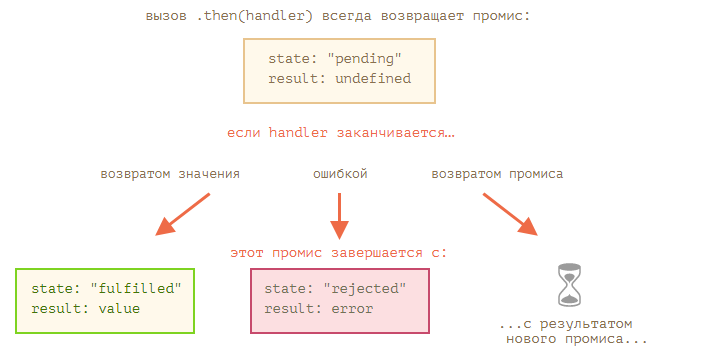 вызов .then(handler) всегда возвращает промис:
state: "pending"
result: undefined
если handler заканчивается…
возвратом значения ошибкой возвратом промиса
этот промис завершается с:
state: "fulfilled" state: "rejected"
result: value result: error
...с результатом
нового промиса...